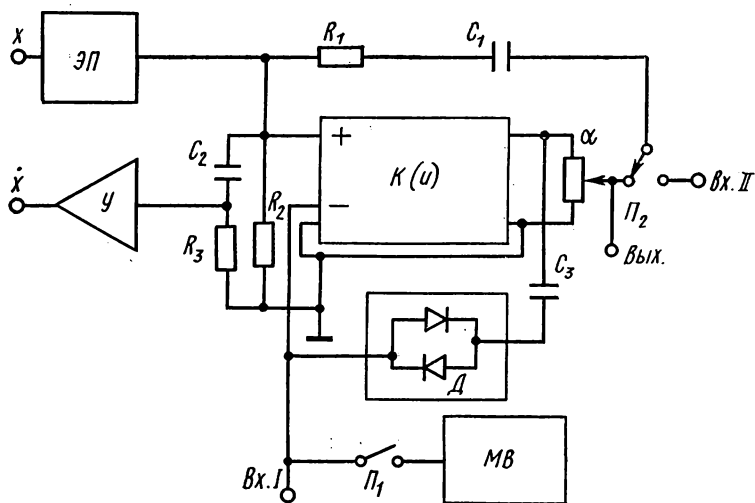 x
ЭП
R₁
C₁
+
−
K(u)
α
C₂
ẋ
У
R₂
R₃
П₂
Вх. II
Вых.
C₃
Д
Вх. I
П₁
МВ